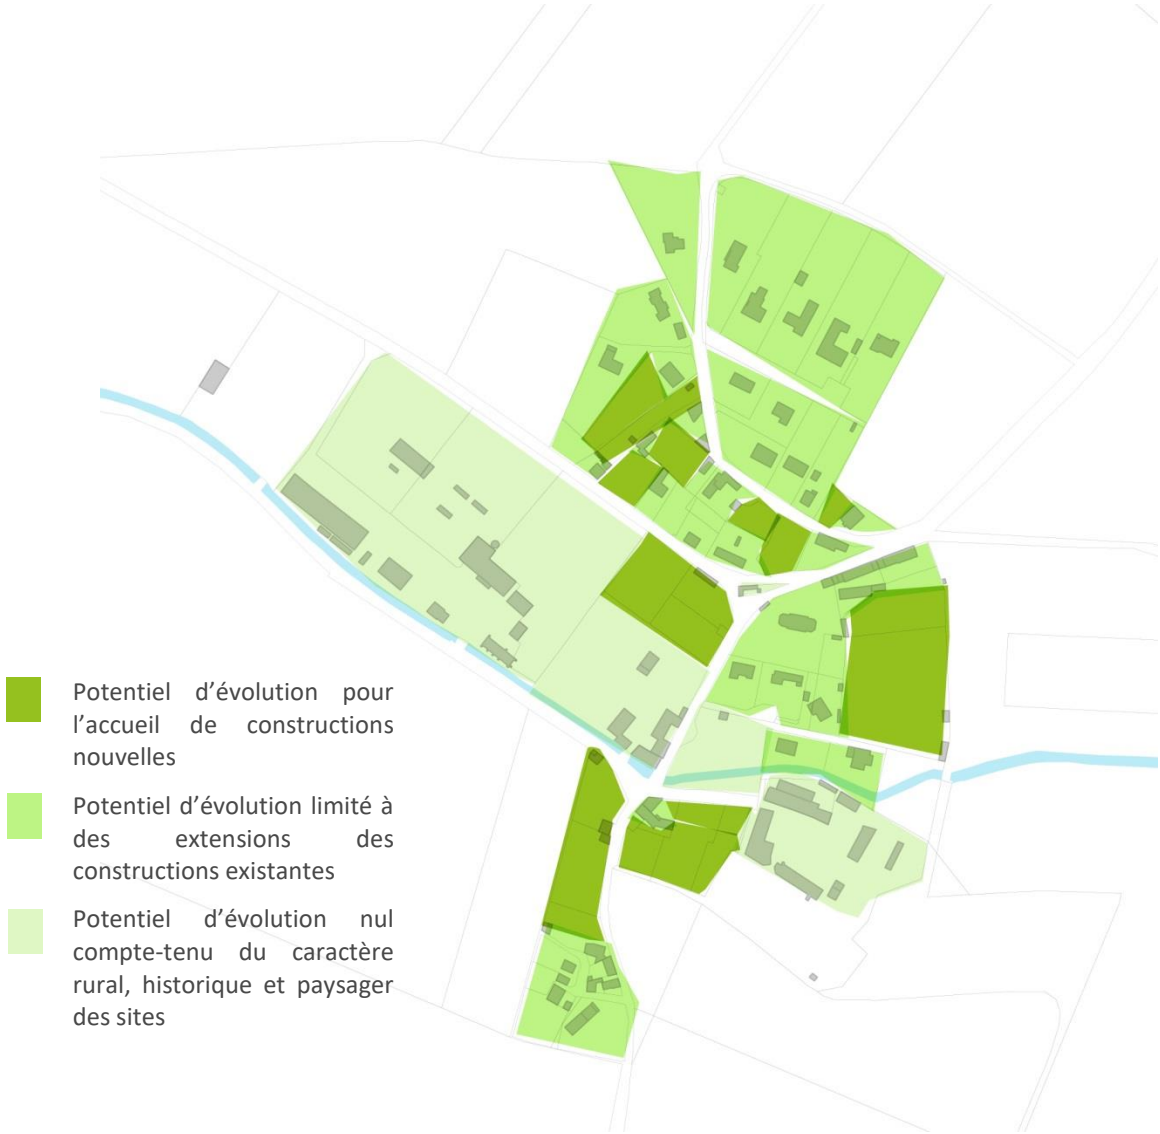 Potentiel d’évolution pour
l’accueil de constructions
nouvelles
Potentiel d’évolution limité à
des extensions des
constructions existantes
Potentiel d’évolution nul
compte-tenu du caractère
rural, historique et paysager
des sites